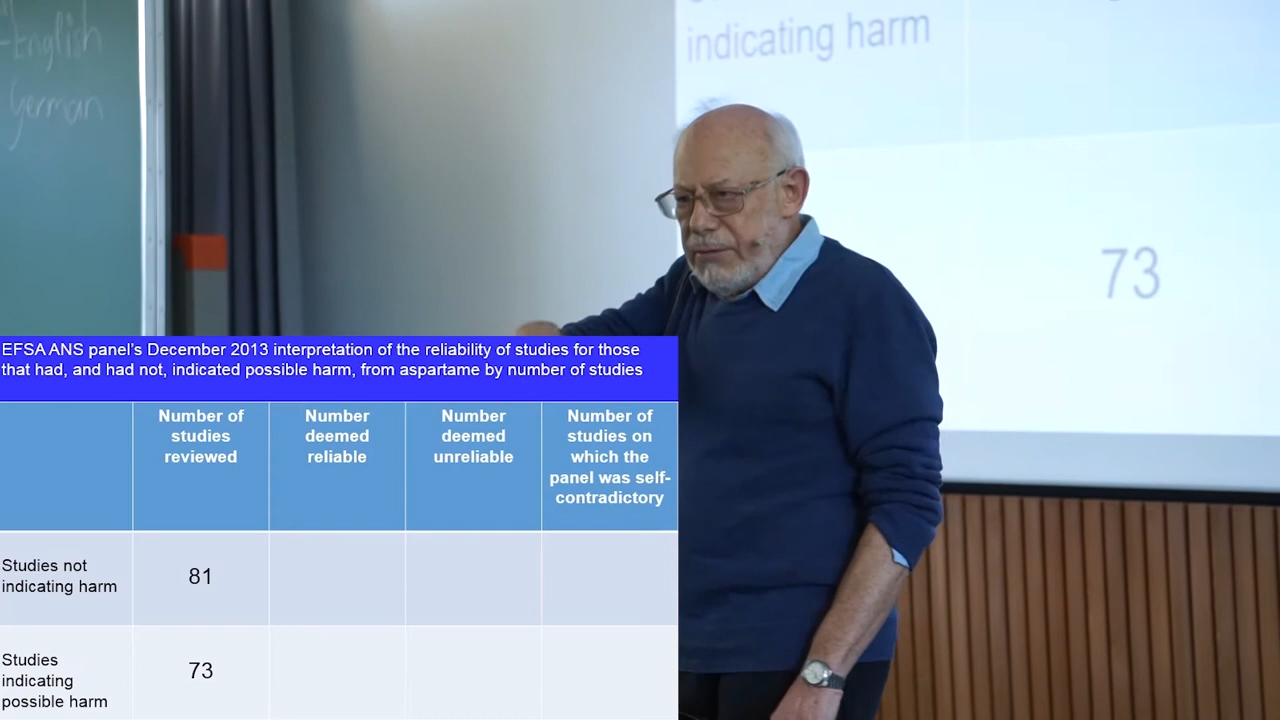 English
German
indicating harm
73
EFSA ANS panel's December 2013 interpretation of the reliability of studies for those
that had, and had not, indicated possible harm, from aspartame by number of studies
Number of
studies
reviewed
Number
deemed
reliable
Number
deemed
unreliable
Number of
studies on
which the
panel was self-
contradictory
Studies not
indicating harm
81
Studies
indicating
possible harm
73